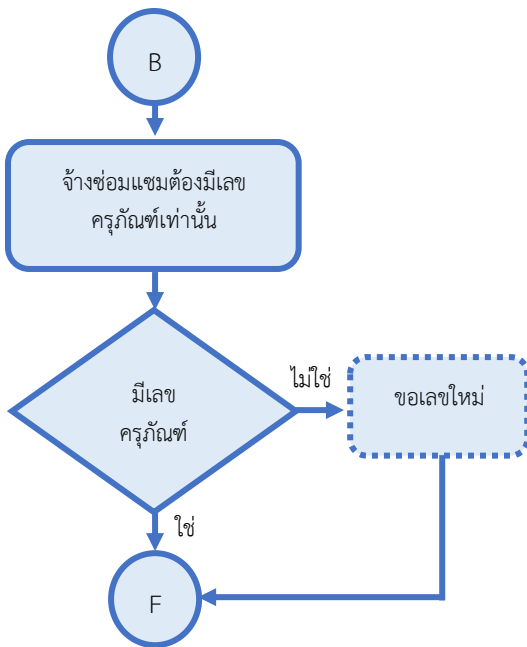 B
จ้างซ่อมแซมต้องมีเลข
ครุภัณฑ์เท่านั้น
มีเลข
ครุภัณฑ์
ไม่ใช่
ขอเลขใหม่
ใช่
F